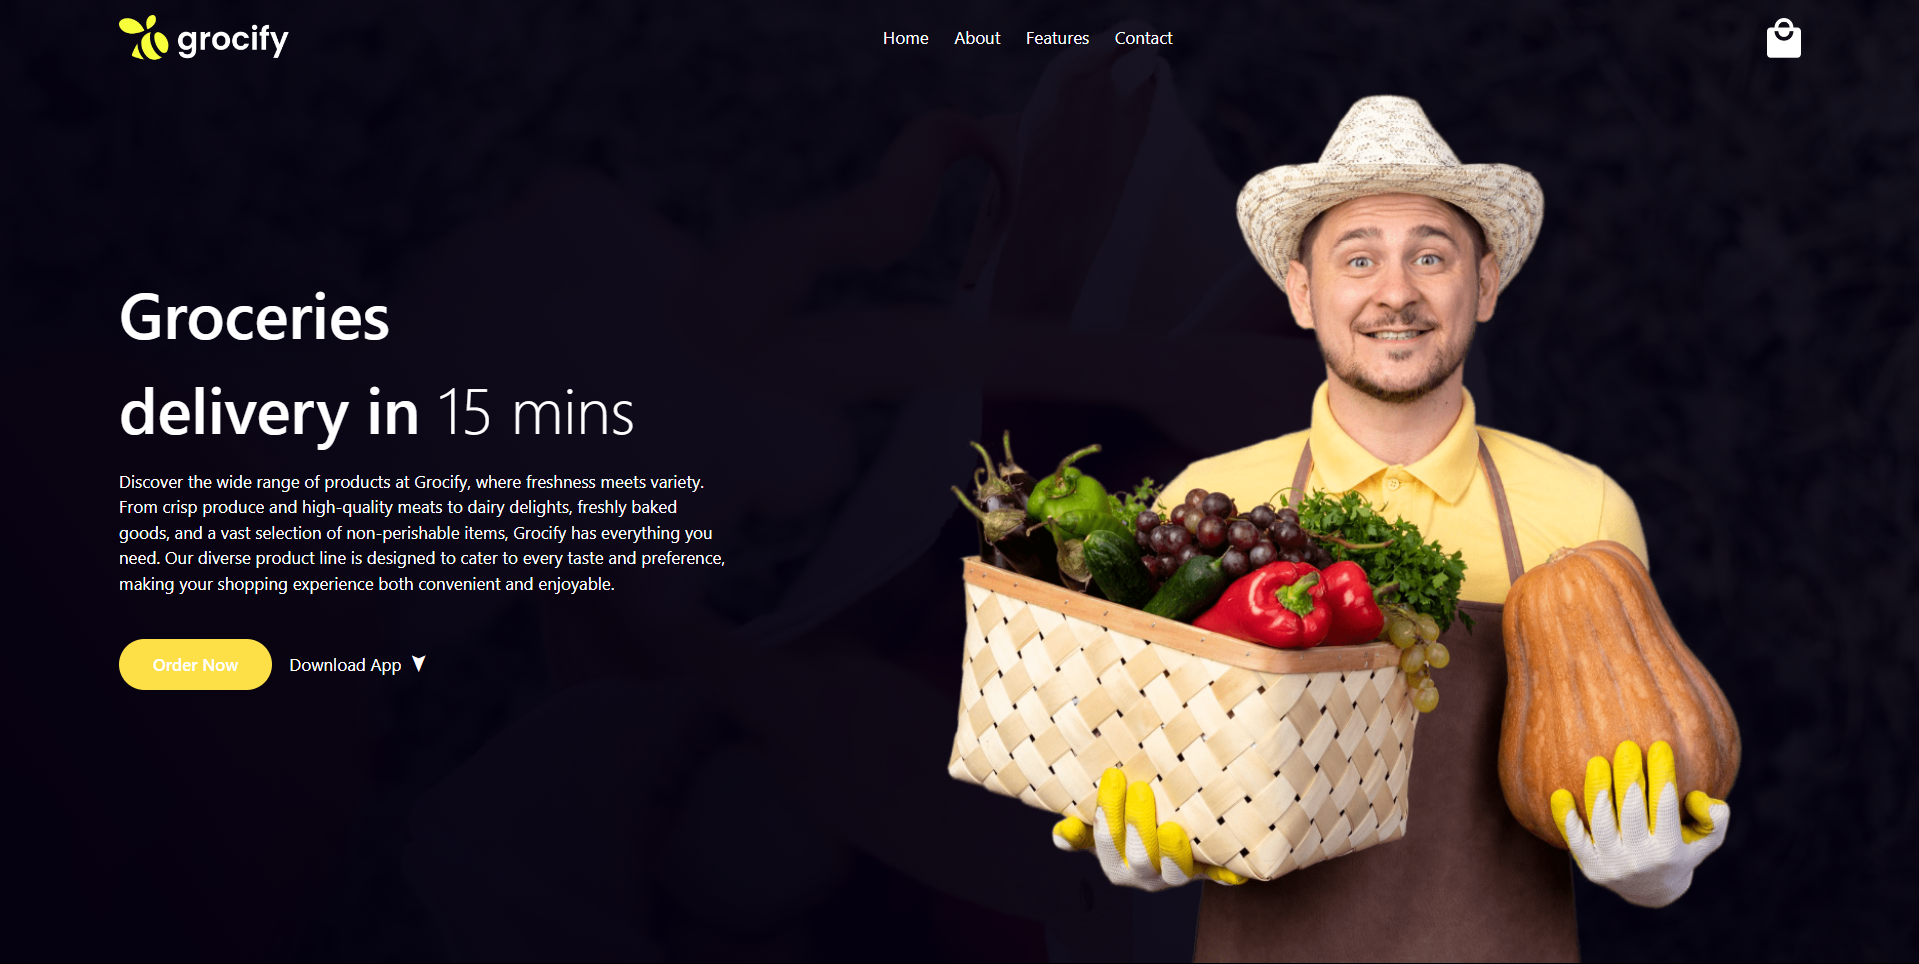 grocify
Home About Features Contact
Groceries
delivery in 15 mins
Discover the wide range of products at Grocify, where freshness meets variety.
From crisp produce and high-quality meats to dairy delights, freshly baked
goods, and a vast selection of non-perishable items, Grocify has everything you
need. Our diverse product line is designed to cater to every taste and preference,
making your shopping experience both convenient and enjoyable.
Order Now Download App